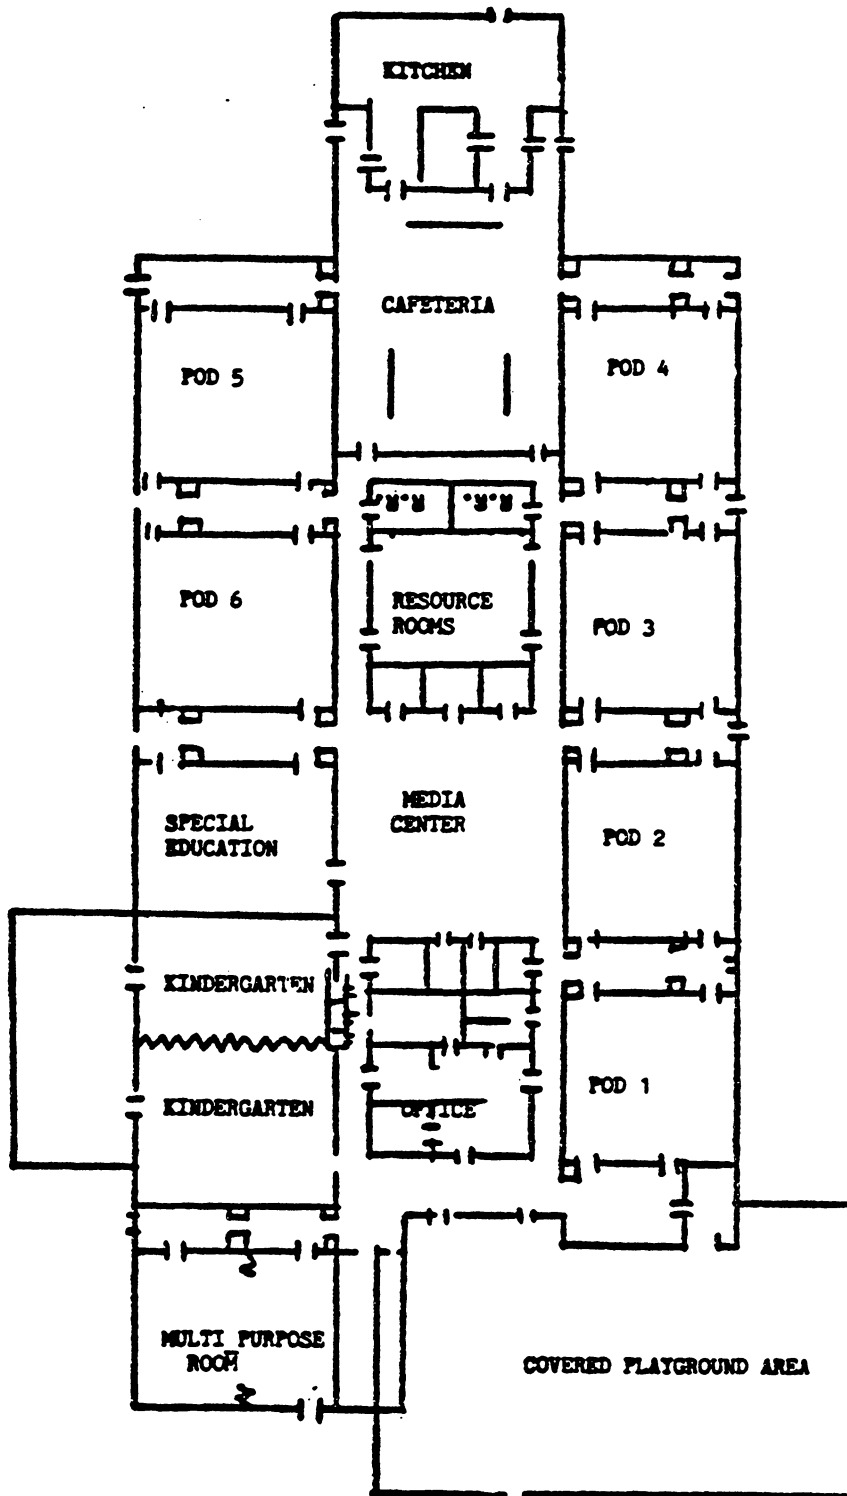 KITCHEN
CAFETERIA
POD 5
POD 4
R.R.
R.R.
POD 6
RESOURCE
ROOMS
POD 3
MEDIA
CENTER
SPECIAL
EDUCATION
POD 2
KINDERGARTEN
POD 1
KINDERGARTEN
OFFICE
MULTI PURPOSE
ROOM
COVERED PLAYGROUND AREA